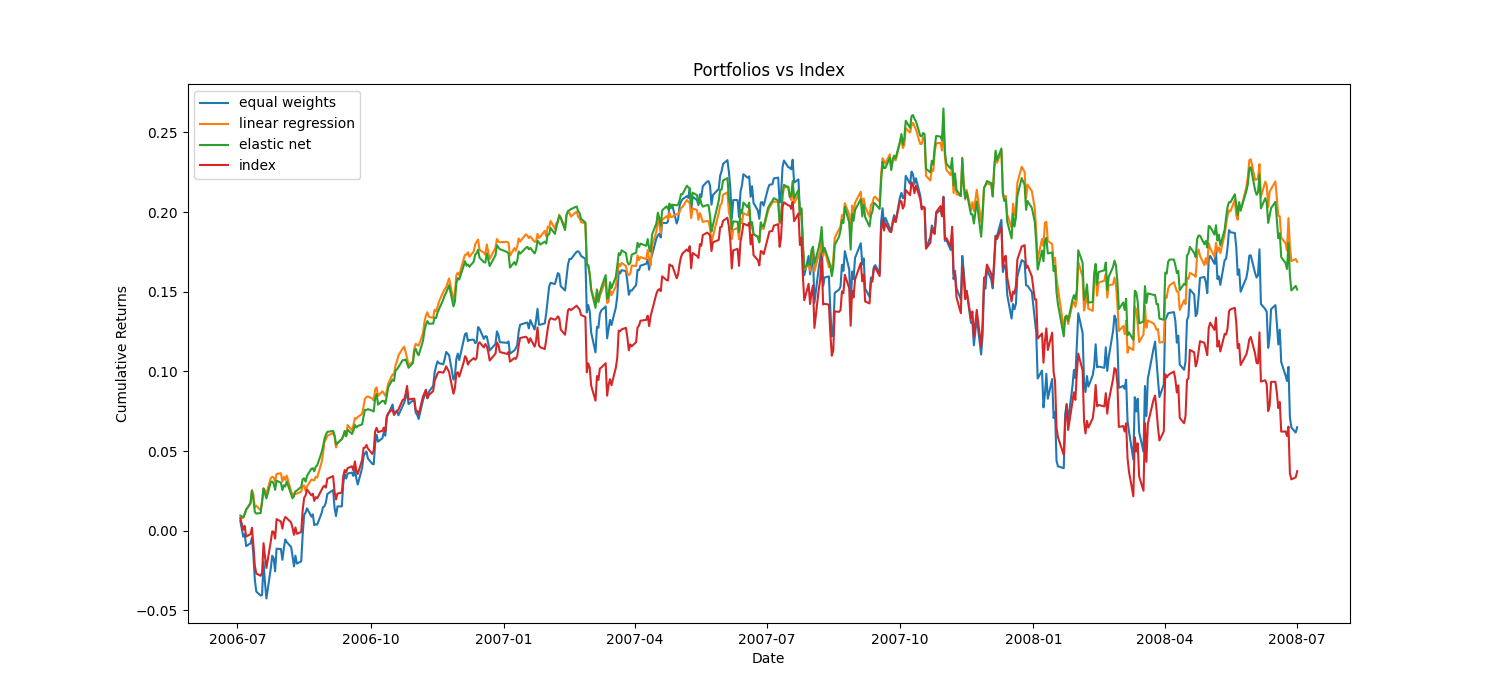 Portfolios vs Index
equal weights
linear regression
elastic net
index
Cumulative Returns
0.25
0.20
0.15
0.10
0.05
0.00
−0.05
2006-07
2006-10
2007-01
2007-04
2007-07
2007-10
2008-01
2008-04
2008-07
Date